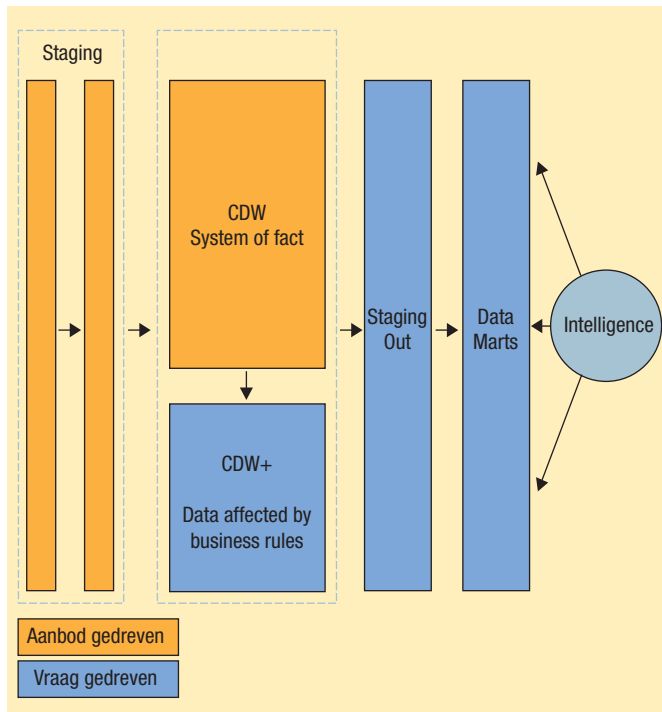 Staging
CDW
System of fact
CDW+
Data affected by
business rules
Staging
Out
Data
Marts
Intelligence
Aanbod gedreven
Vraag gedreven